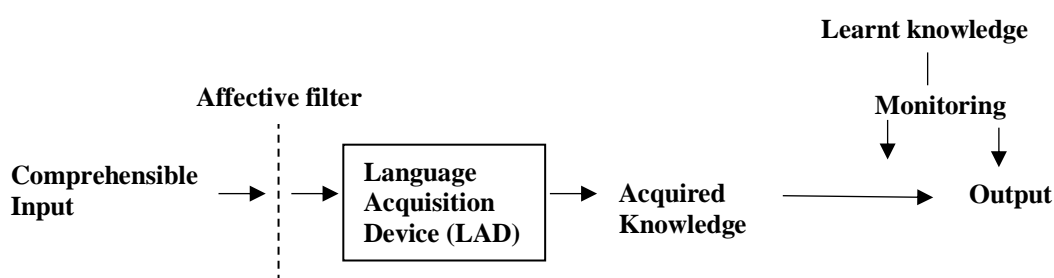 Learnt knowledge
Affective filter
Monitoring
Comprehensible
Input
Language
Acquisition
Device (LAD)
Acquired
Knowledge
Output